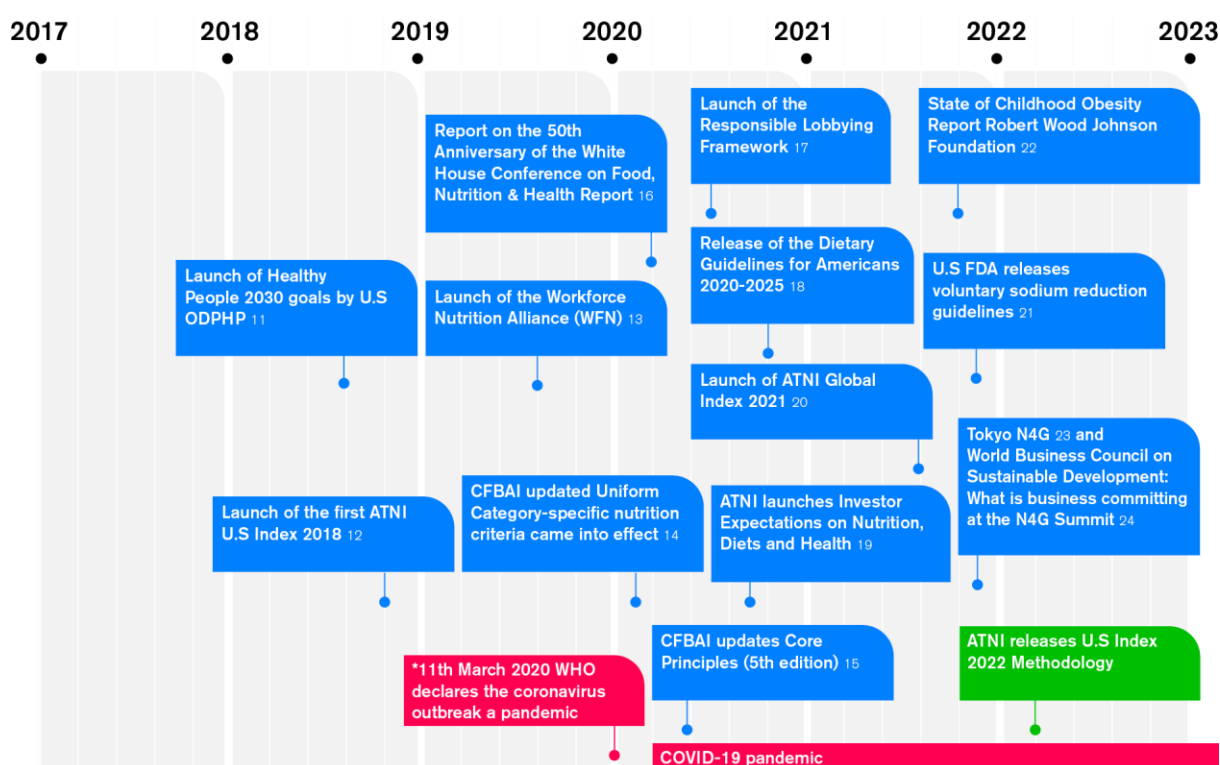 2017 2018 2019 2020 2021 2022 2023
Launch of the
Responsible Lobbying
Framework 17
State of Childhood Obesity
Report Robert Wood Johnson
Foundation 22
Report on the 50th
Anniversary of the White
House Conference on Food,
Nutrition & Health Report 16
Release of the Dietary
Guidelines for Americans
2020-2025 18
U.S FDA releases
voluntary sodium reduction
guidelines 21
Launch of Healthy
People 2030 goals by U.S
ODPHP 11
Launch of the Workforce
Nutrition Alliance (WFN) 13
Launch of ATNI Global
Index 2021 20
Tokyo N4G 23 and
World Business Council on
Sustainable Development:
What is business committing
at the N4G Summit 24
Launch of the first ATNI
U.S Index 2018 12
CFBAI updated Uniform
Category-specific nutrition
criteria came into effect 14
ATNI launches Investor
Expectations on Nutrition,
Diets and Health 19
*11th March 2020 WHO
declares the coronavirus
outbreak a pandemic
CFBAI updates Core
Principles (5th edition) 15
ATNI releases U.S Index
2022 Methodology
COVID-19 pandemic